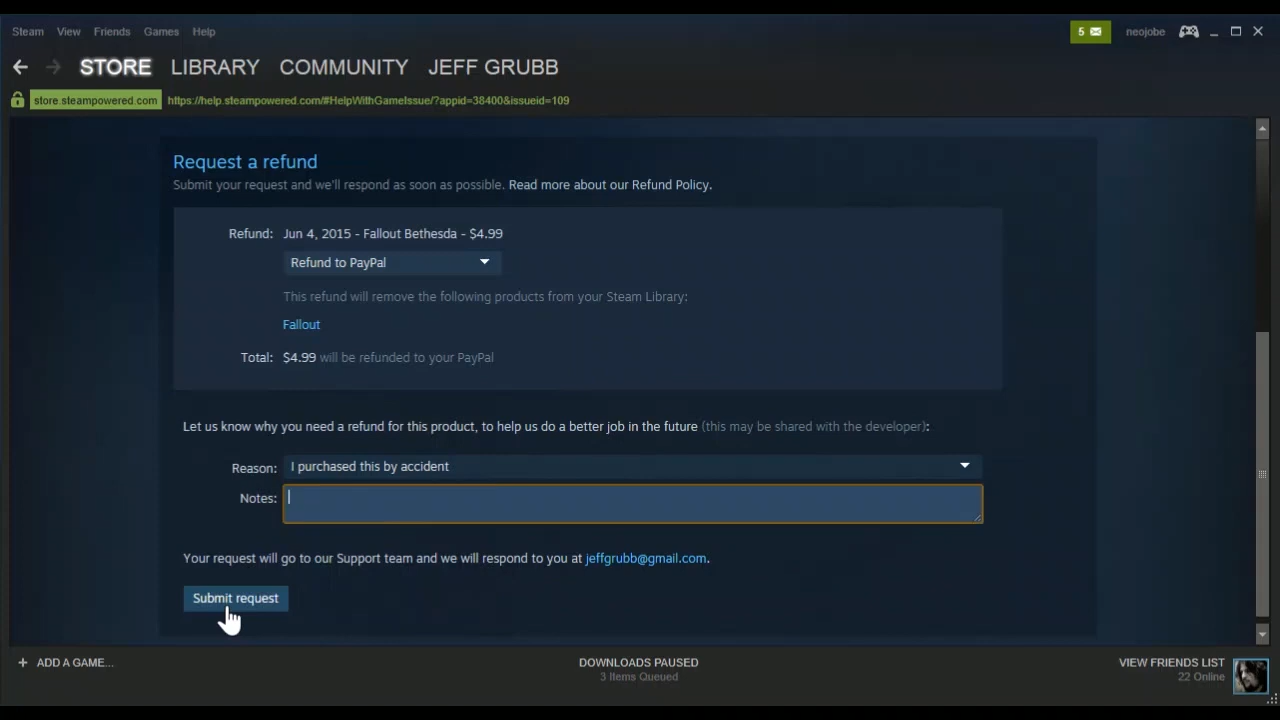 Steam View Friends Games Help 5 neojobe
STORE LIBRARY COMMUNITY JEFF GRUBB
store.steampowered.com https://help.steampowered.com/#HelpWithGameIssue/?appid=38400&issueid=109
Request a refund
Submit your request and we'll respond as soon as possible. Read more about our Refund Policy.
Refund: Jun 4, 2015 - Fallout Bethesda - $4.99
Refund to PayPal
This refund will remove the following products from your Steam Library:
Fallout
Total: $4.99 will be refunded to your PayPal
Let us know why you need a refund for this product, to help us do a better job in the future (this may be shared with the developer):
Reason: I purchased this by accident
Notes:
Your request will go to our Support team and we will respond to you at jeffgrubb@gmail.com.
Submit request
+ ADD A GAME... DOWNLOADS PAUSED VIEW FRIENDS LIST
3 Items Queued 22 Online